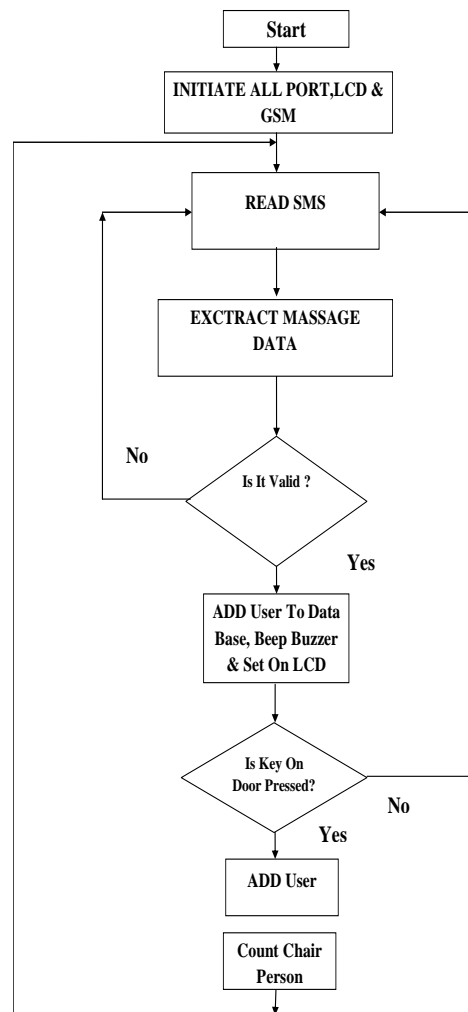 Start
INITIATE ALL PORT,LCD &
GSM
READ SMS
EXCTRACT MASSAGE
DATA
No
Is It Valid ?
Yes
ADD User To Data
Base, Beep Buzzer
& Set On LCD
Is Key On
Door Pressed?
No
Yes
ADD User
Count Chair
Person